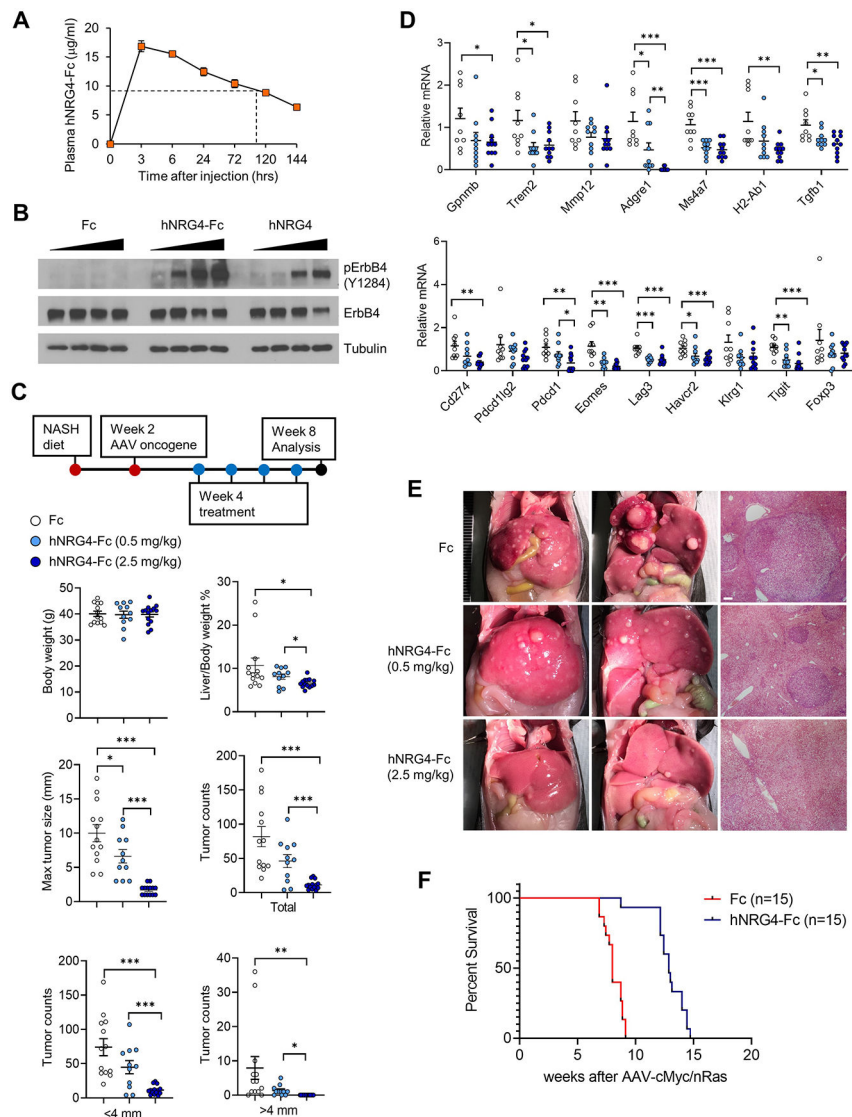 A
Plasma hNRG4-Fc (µg/ml)
20
15
10
5
0
0 3 6 24 72 120 144
Time after injection (hrs)
B
Fc hNRG4-Fc hNRG4
pErbB4
(Y1284)
ErbB4
Tubulin
C
NASH
diet
Week 2
AAV oncogene
Week 8
Analysis
Week 4
treatment
Fc
hNRG4-Fc (0.5 mg/kg)
hNRG4-Fc (2.5 mg/kg)
Body weight (g)
60
40
20
0
Liver/Body weight %
30
20
10
0
*
*
Max tumor size (mm)
20
15
10
5
0
***
*
***
Tumor counts
200
150
100
50
0
***
***
Total
Tumor counts
200
150
100
50
0
***
***
<4 mm
Tumor counts
40
30
20
10
0
**
*
>4 mm
D
Relative mRNA
3
2
1
0
*
*
*
***
*
**
***
***
**
**
*
Gpnmb Trem2 Mmp12 Adgre1 Ms4a7 H2-Ab1 Tgfb1
Relative mRNA
6
4
2
0
**
**
*
***
**
***
***
***
*
***
**
Cd274 Pdcd1lg2 Pdcd1 Eomes Lag3 Havcr2 Klrg1 Tigit Foxp3
E
Fc
hNRG4-Fc
(0.5 mg/kg)
hNRG4-Fc
(2.5 mg/kg)
F
Percent Survival
100
50
0
0 5 10 15 20
weeks after AAV-cMyc/nRas
Fc (n=15)
hNRG4-Fc (n=15)